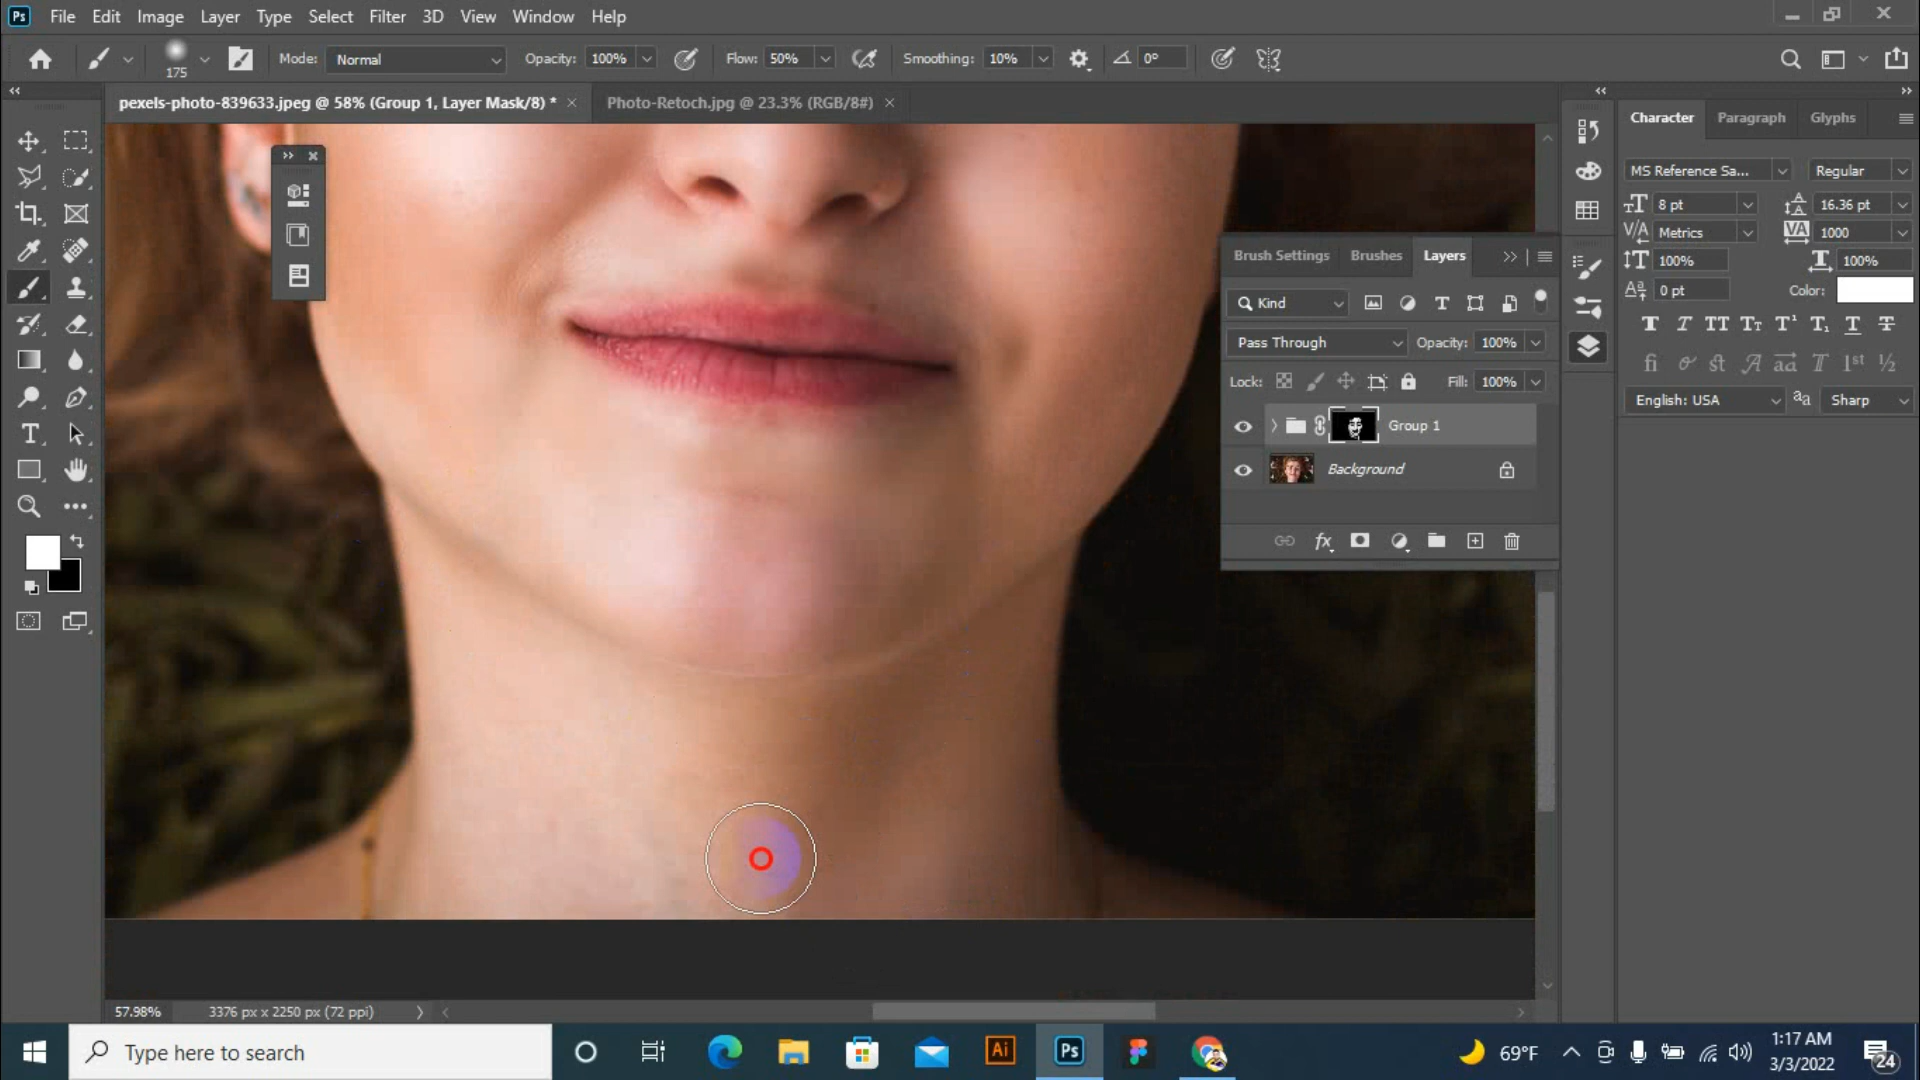 Ps File Edit Image Layer Type Select Filter 3D View Window Help
175 Mode: Normal Opacity: 100% Flow: 50% Smoothing: 10% 0°
pexels-photo-839633.jpeg @ 58% (Group 1, Layer Mask/8) * Photo-Retoch.jpg @ 23.3% (RGB/8#)
Character Paragraph Glyphs
MS Reference Sa... Regular
8 pt 16.36 pt
Metrics 1000
100% 100%
0 pt Color:
English: USA Sharp
Brush Settings Brushes Layers
Kind
Pass Through Opacity: 100%
Lock: Fill: 100%
Group 1
Background
fx
57.98% 3376 px x 2250 px (72 ppi)
Type here to search
Ai Ps
69°F
1:17 AM
3/3/2022
24